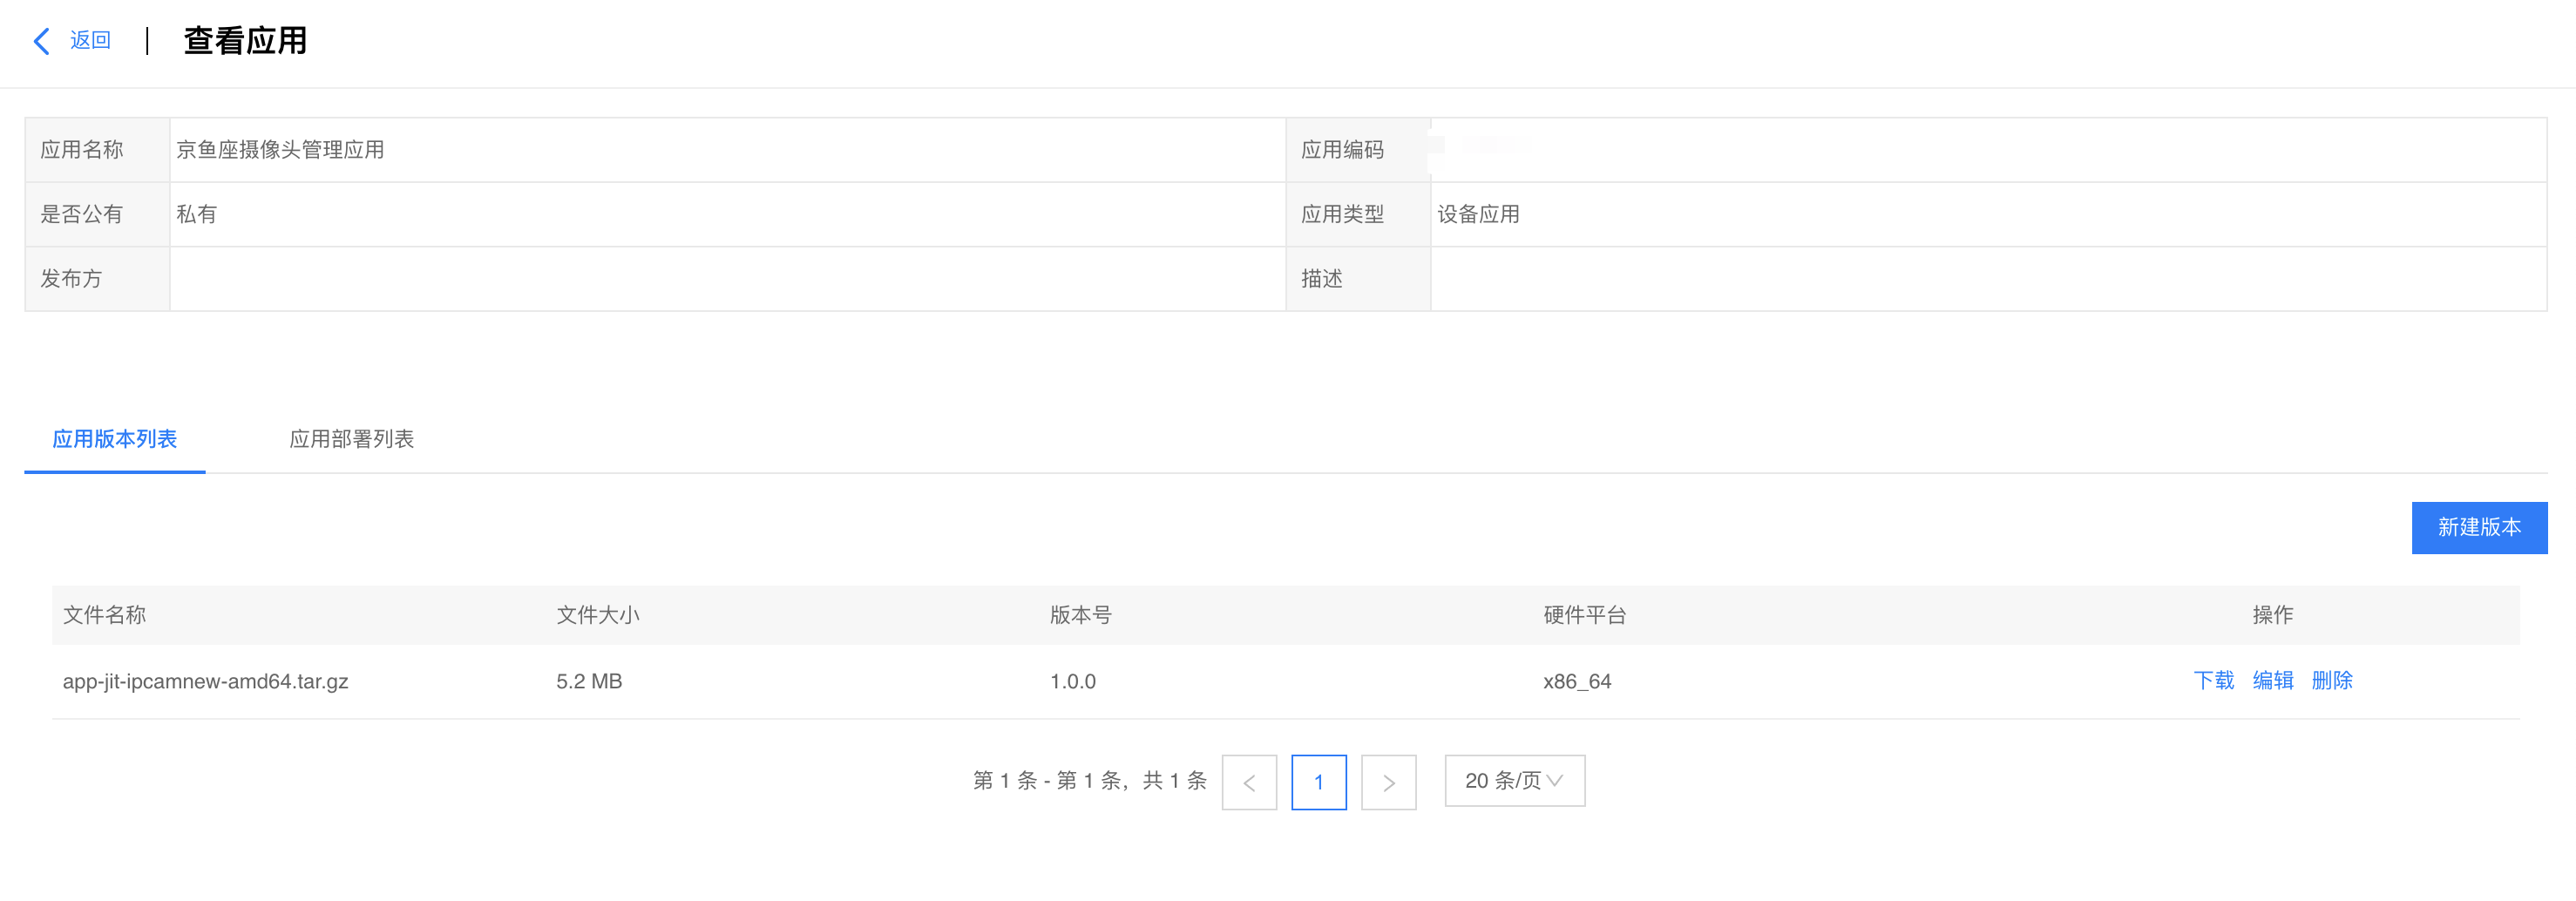 返回 查看应用
应用名称 京鱼座摄像头管理应用 应用编码
是否公有 私有 应用类型 设备应用
发布方 描述
应用版本列表 应用部署列表
新建版本
文件名称 文件大小 版本号 硬件平台 操作
app-jit-ipcamnew-amd64.tar.gz 5.2 MB 1.0.0 x86_64 下载 编辑 删除
第 1 条 - 第 1 条，共 1 条 < 1 > 20 条/页